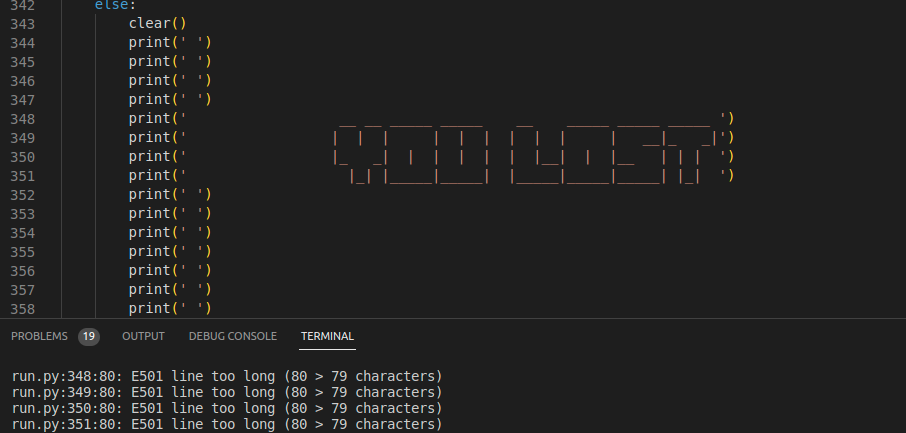 342 else:
343 clear()
344 print(' ')
345 print(' ')
346 print(' ')
347 print(' ')
348 print('                  __ __ _____ _____    __    _____ _____ _____ ')
349 print('                 |  |  |     |  |  |  |  |  |     |   __|_   _|')
350 print('                 |_   _|  |  |  |  |  |  |__|  |  |__   | | |  ')
351 print('                   |_| |_____|_____|  |_____|_____|_____| |_|  ')
352 print(' ')
353 print(' ')
354 print(' ')
355 print(' ')
356 print(' ')
357 print(' ')
358 print(' ')
PROBLEMS 19 OUTPUT DEBUG CONSOLE TERMINAL
run.py:348:80: E501 line too long (80 > 79 characters)
run.py:349:80: E501 line too long (80 > 79 characters)
run.py:350:80: E501 line too long (80 > 79 characters)
run.py:351:80: E501 line too long (80 > 79 characters)